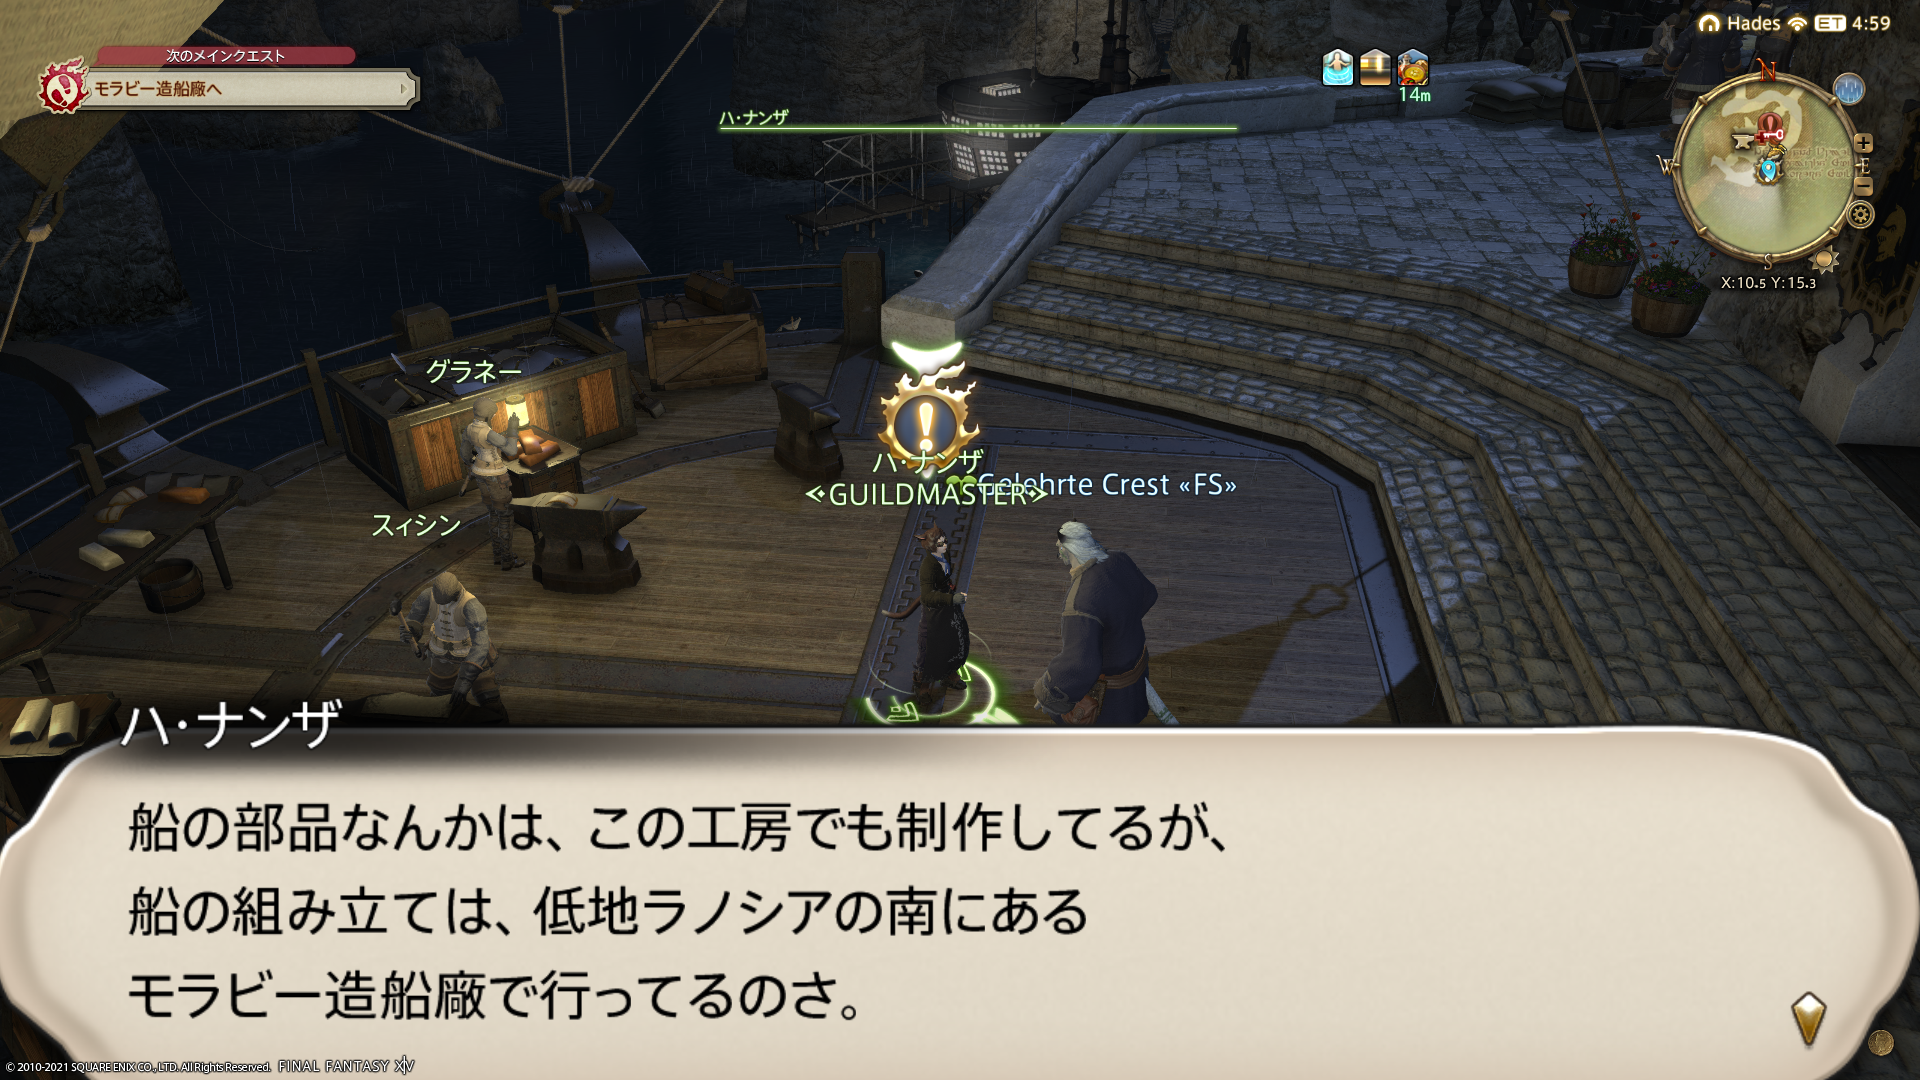 Hades ET 4:59
次のメインクエスト
モラビー造船廠へ
14m
ハ・ナンザ
N
W
E
S
X:10.5 Y:15.3
グラネー
ハ・ナンザ
Gelehrte Crest «FS»
GUILDMASTER
スィシン
ハ・ナンザ
船の部品なんかは、この工房でも制作してるが、
船の組み立ては、低地ラノシアの南にある
モラビー造船廠で行ってるのさ。
© 2010-2021 SQUARE ENIX CO., LTD. All Rights Reserved. FINAL FANTASY XIV